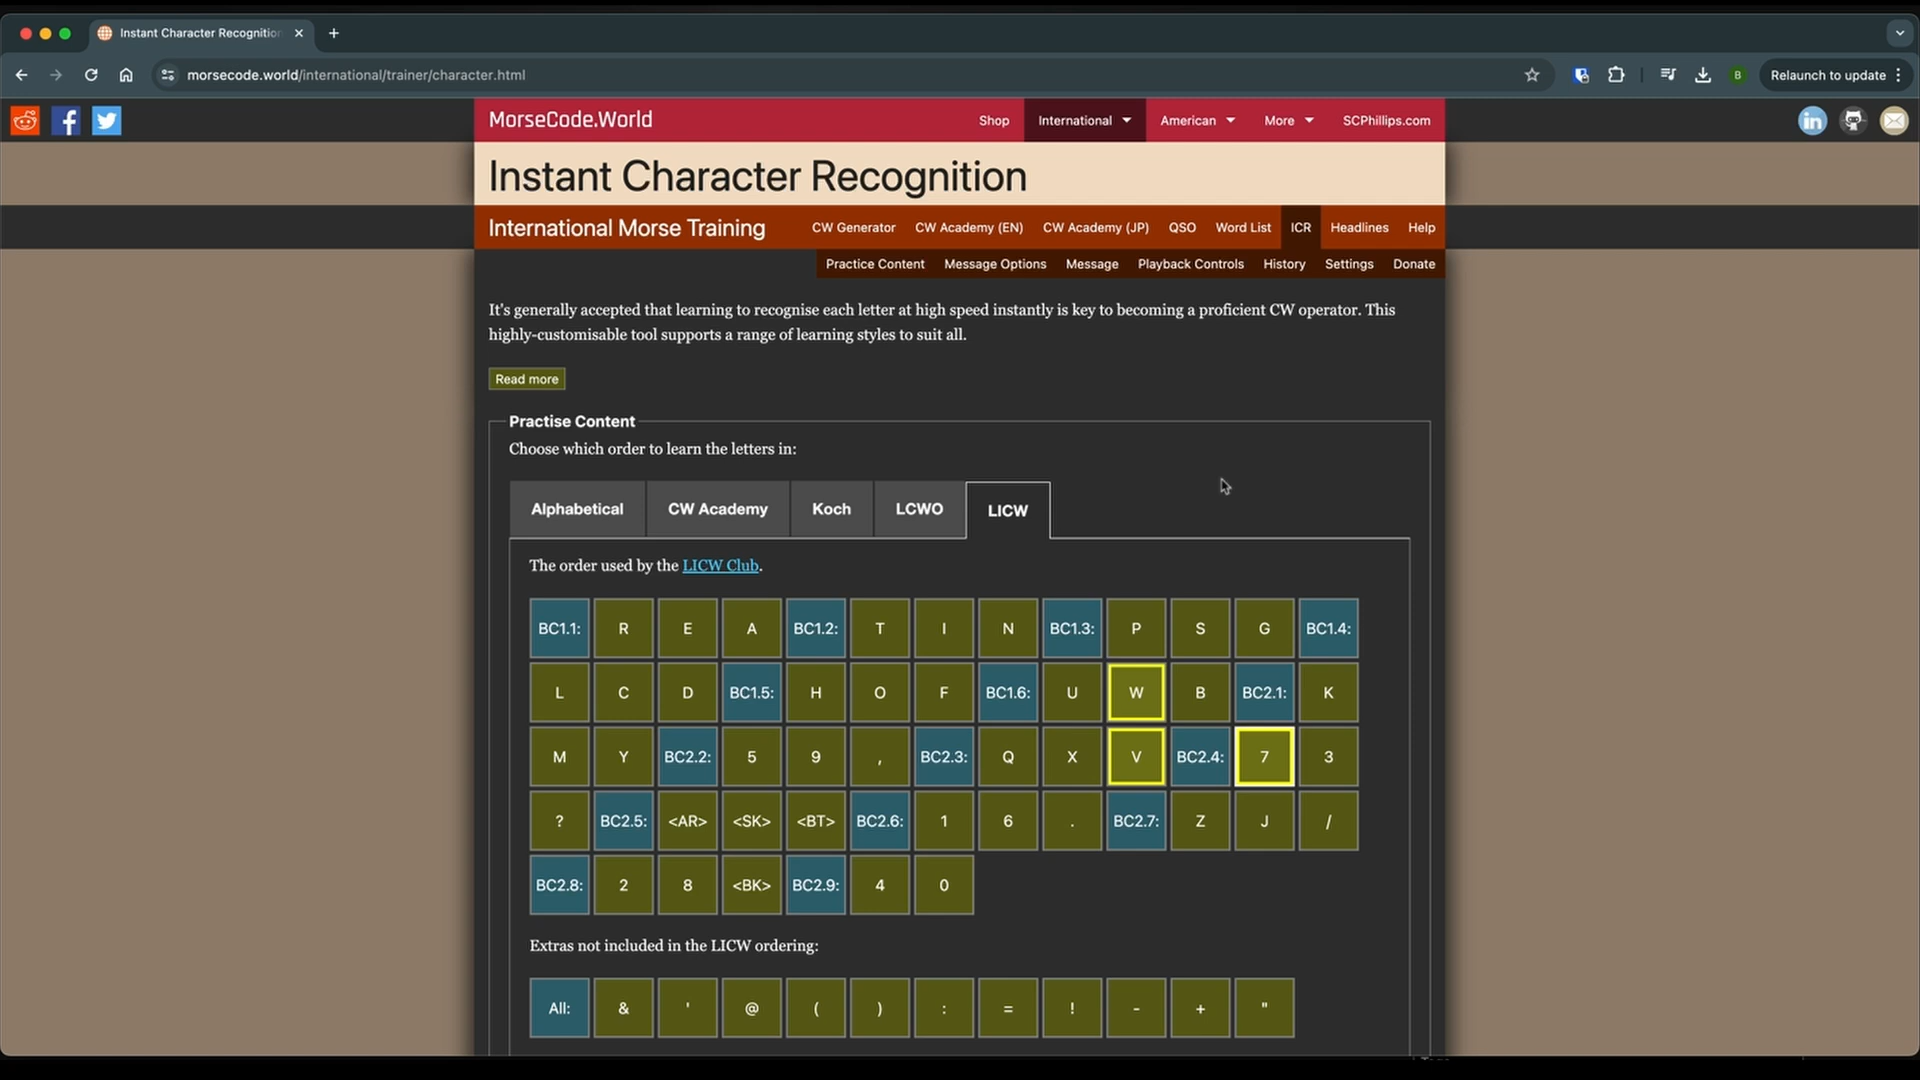 Instant Character Recognition
morsecode.world/international/trainer/character.html
B
Relaunch to update
MorseCode.World
Shop International American More SCPhillips.com
Instant Character Recognition
International Morse Training
CW Generator CW Academy (EN) CW Academy (JP) QSO Word List ICR Headlines Help
Practice Content Message Options Message Playback Controls History Settings Donate
It's generally accepted that learning to recognise each letter at high speed instantly is key to becoming a proficient CW operator. This
highly-customisable tool supports a range of learning styles to suit all.
Read more
Practise Content
Choose which order to learn the letters in:
Alphabetical CW Academy Koch LCWO LICW
The order used by the LICW Club.
BC1.1: R E A BC1.2: T I N BC1.3: P S G BC1.4:
L C D BC1.5: H O F BC1.6: U W B BC2.1: K
M Y BC2.2: 5 9 , BC2.3: Q X V BC2.4: 7 3
? BC2.5: <AR> <SK> <BT> BC2.6: 1 6 . BC2.7: Z J /
BC2.8: 2 8 <BK> BC2.9: 4 0
Extras not included in the LICW ordering:
All: & ' @ ( ) : = ! - + "